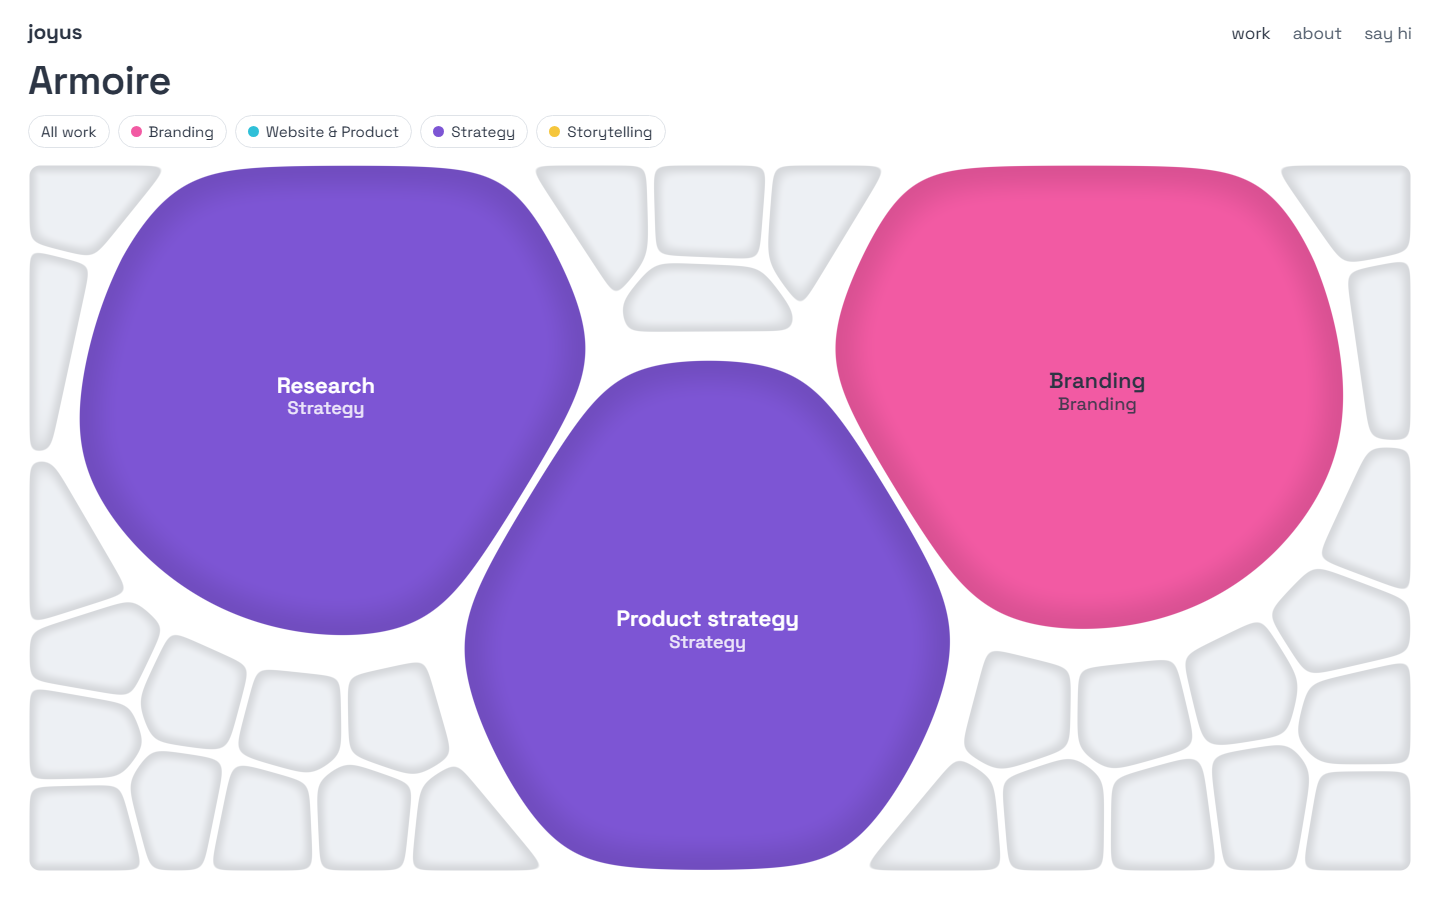 joyus
work about say hi
Armoire
All work Branding Website & Product Strategy Storytelling
Research
Strategy
Branding
Branding
Product strategy
Strategy